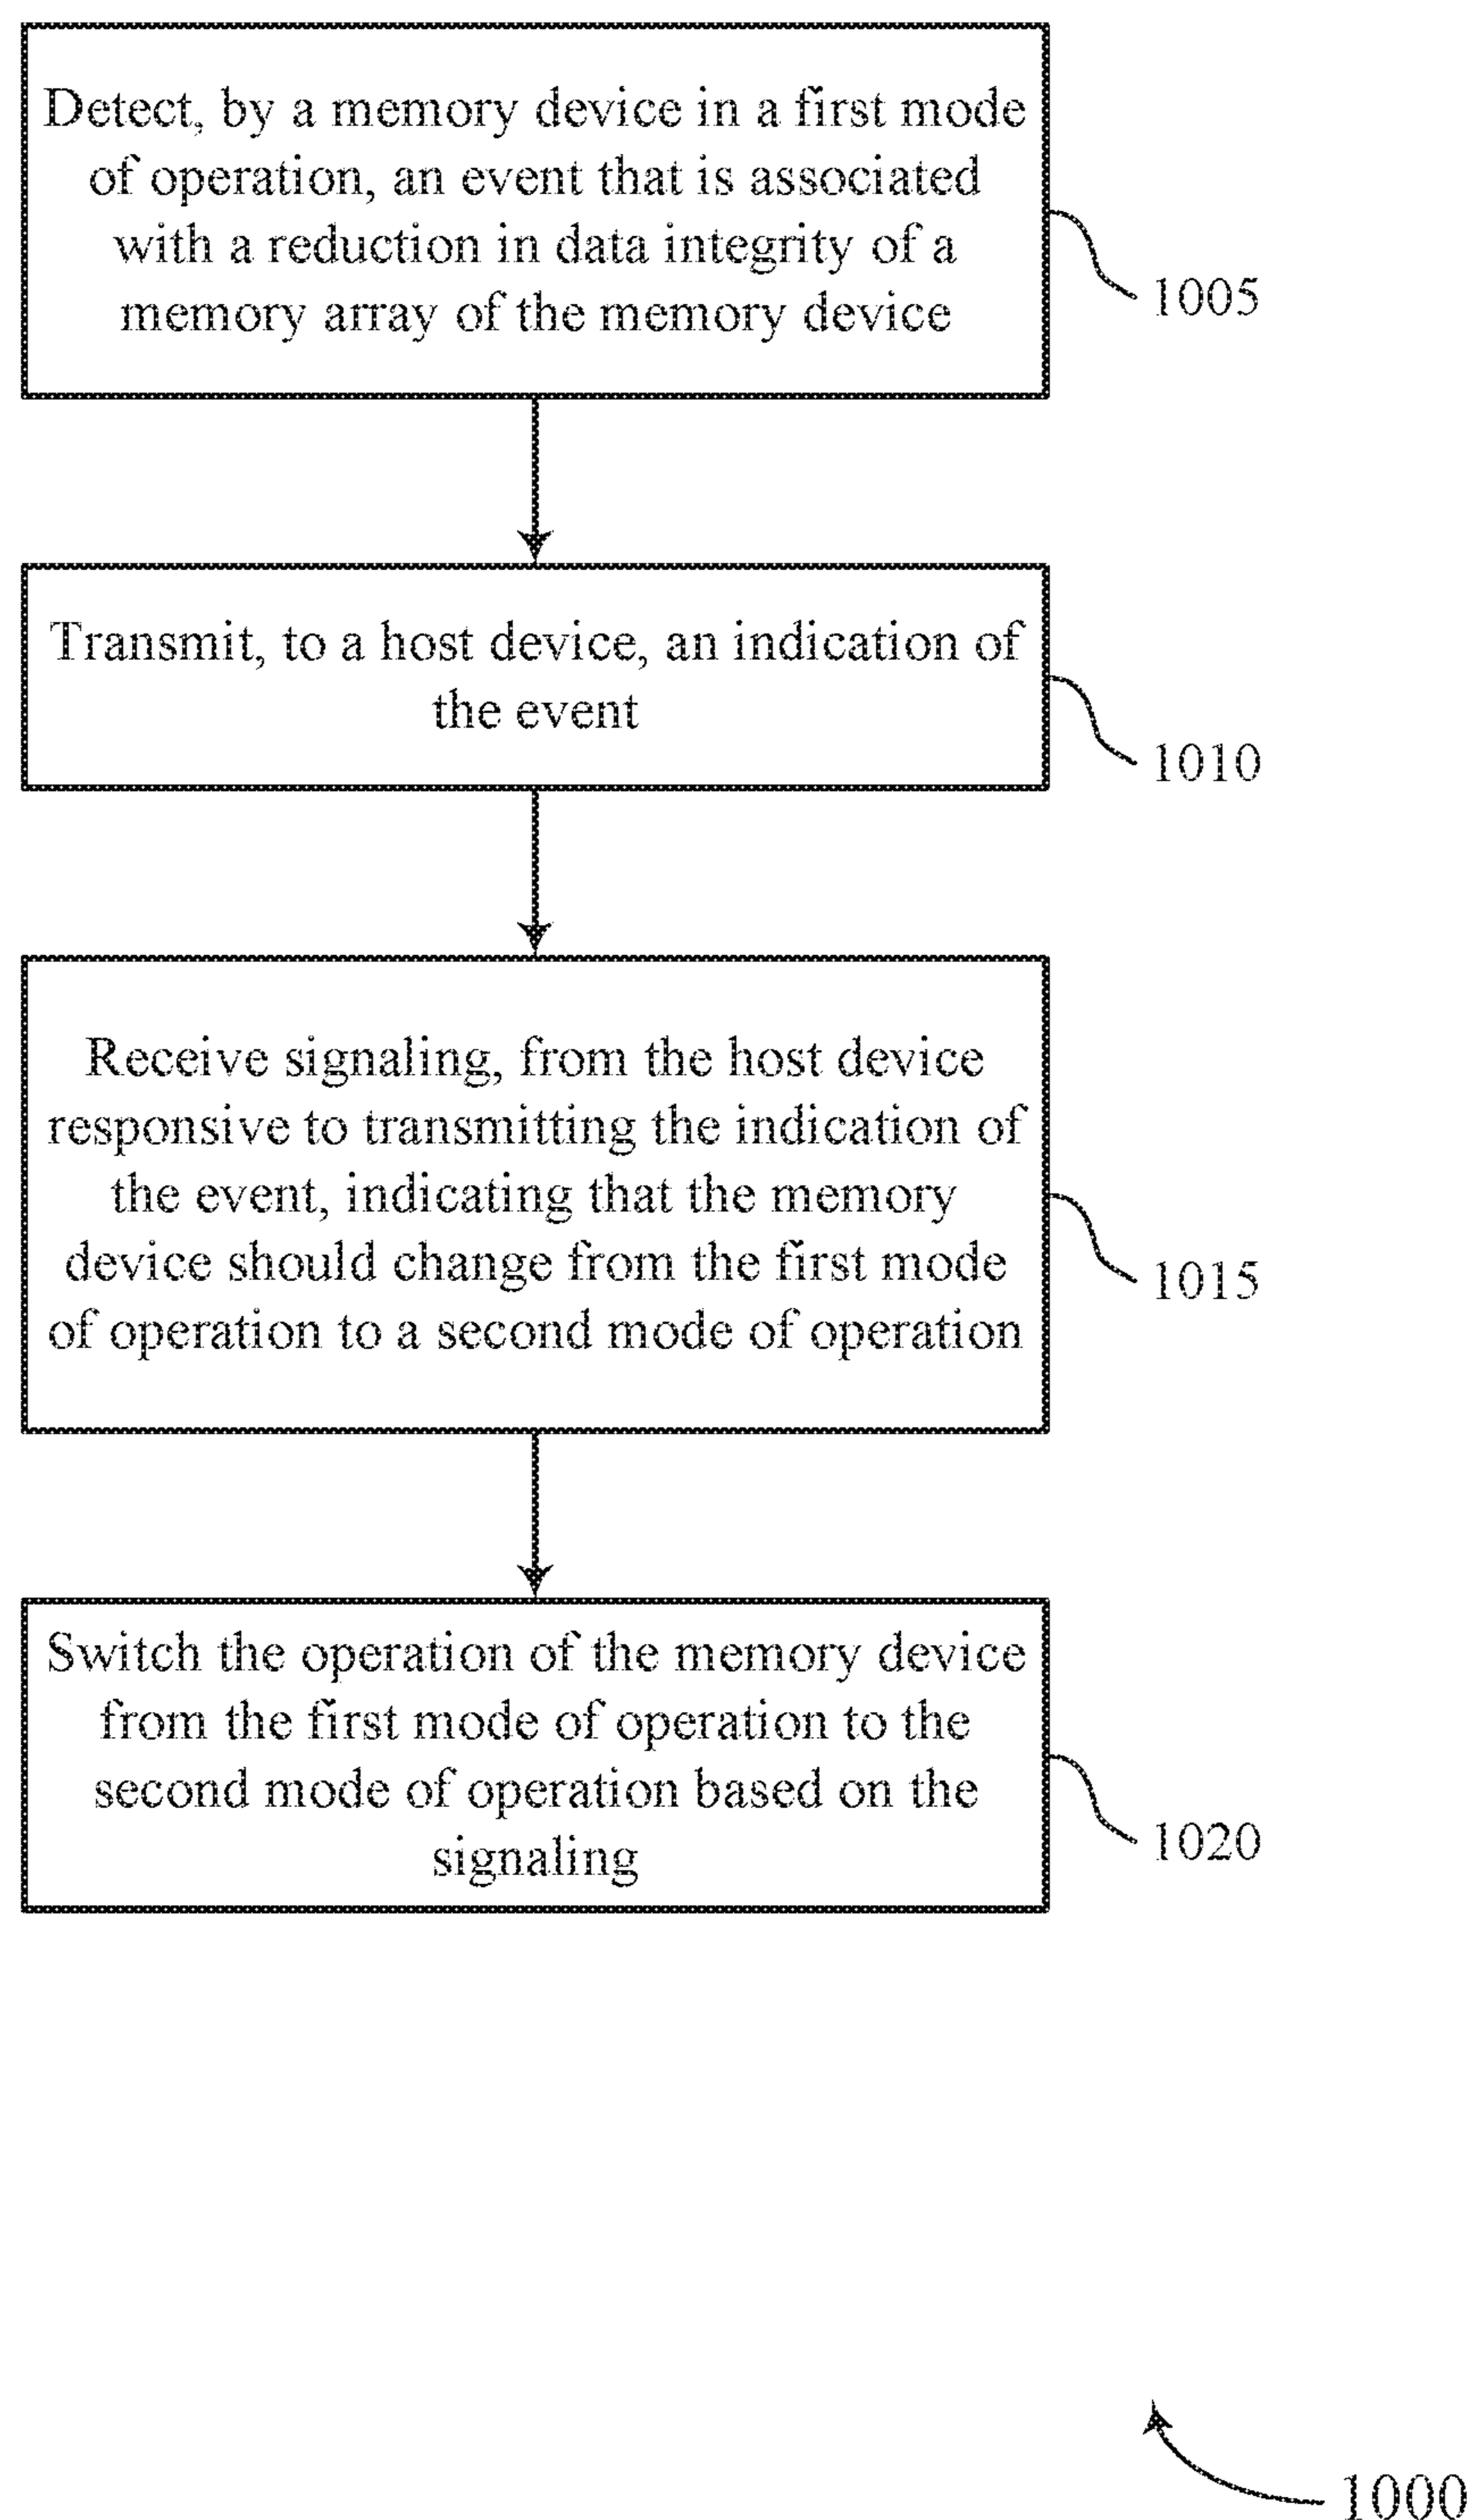 Detect, by a memory device in a first mode
of operation, an event that is associated
with a reduction in data integrity of a
memory array of the memory device
1005
Transmit, to a host device, an indication of
the event
1010
Receive signaling, from the host device
responsive to transmitting the indication of
the event, indicating that the memory
device should change from the first mode
of operation to a second mode of operation
1015
Switch the operation of the memory device
from the first mode of operation to the
second mode of operation based on the
signaling
1020
1000